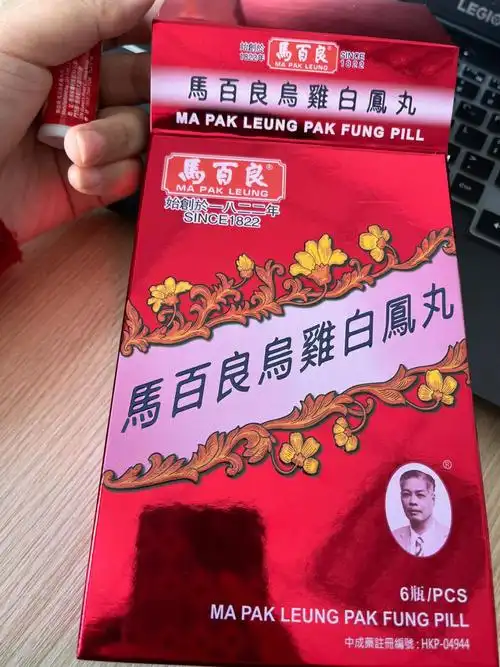 始創於
1822年
馬百良®
MA PAK LEUNG
SINCE
1822
馬百良烏雞白鳳丸
MA PAK LEUNG PAK FUNG PILL
馬百良®
MA PAK LEUNG
始創於一八二二年
SINCE1822
馬百良烏雞白鳳丸
®
6瓶/PCS
MA PAK LEUNG PAK FUNG PILL
中成藥註冊編號:HKP-04944
LEGION